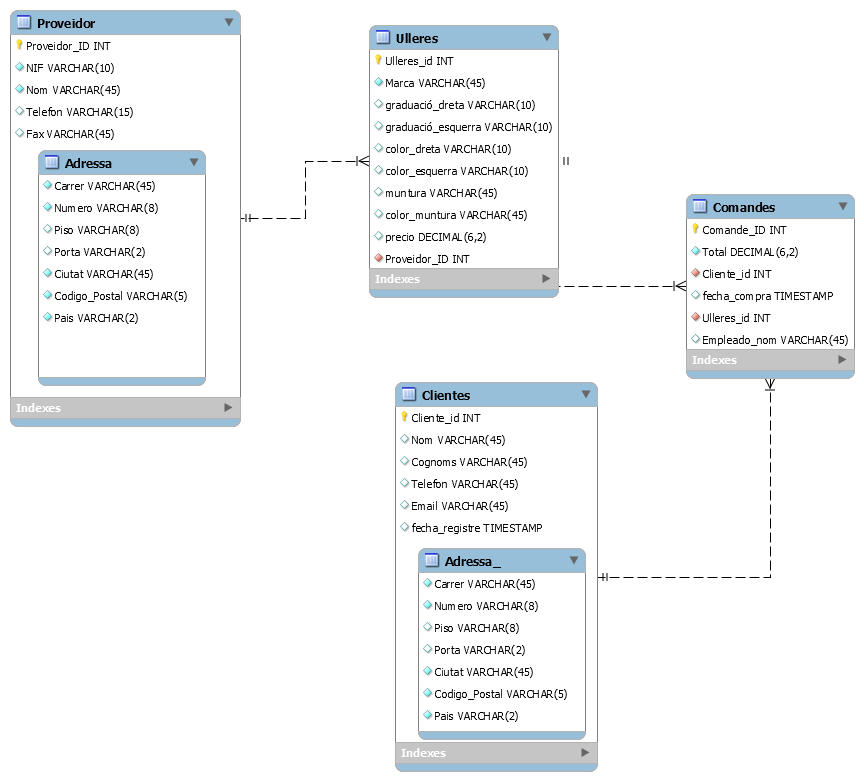 Proveidor
Proveidor_ID INT
NIF VARCHAR(10)
Nom VARCHAR(45)
Telefon VARCHAR(15)
Fax VARCHAR(45)
Adressa
Carrer VARCHAR(45)
Numero VARCHAR(8)
Piso VARCHAR(8)
Porta VARCHAR(2)
Ciutat VARCHAR(45)
Codigo_Postal VARCHAR(5)
Pais VARCHAR(2)
Indexes
Ulleres
Ulleres_id INT
Marca VARCHAR(45)
graduació_dreta VARCHAR(10)
graduació_esquerra VARCHAR(10)
color_dreta VARCHAR(10)
color_esquerra VARCHAR(10)
muntura VARCHAR(45)
color_muntura VARCHAR(45)
precio DECIMAL(6,2)
Proveidor_ID INT
Indexes
Comandes
Comande_ID INT
Total DECIMAL(6,2)
Cliente_id INT
fecha_compra TIMESTAMP
Ulleres_id INT
Empleado_nom VARCHAR(45)
Indexes
Clientes
Cliente_id INT
Nom VARCHAR(45)
Cognoms VARCHAR(45)
Telefon VARCHAR(45)
Email VARCHAR(45)
fecha_registre TIMESTAMP
Adressa_
Carrer VARCHAR(45)
Numero VARCHAR(8)
Piso VARCHAR(8)
Porta VARCHAR(2)
Ciutat VARCHAR(45)
Codigo_Postal VARCHAR(5)
Pais VARCHAR(2)
Indexes